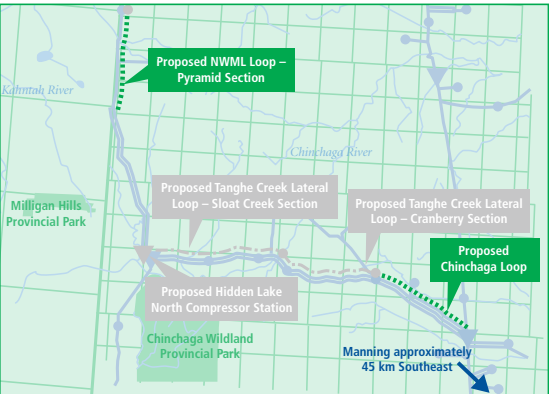 Proposed NWML Loop –
Pyramid Section
Kahntah River
Chinchaga River
Proposed Tanghe Creek Lateral
Loop – Sloat Creek Section
Proposed Tanghe Creek Lateral
Loop – Cranberry Section
Milligan Hills
Provincial Park
Proposed
Chinchaga Loop
Proposed Hidden Lake
North Compressor Station
Chinchaga Wildland
Provincial Park
Manning approximately
45 km Southeast